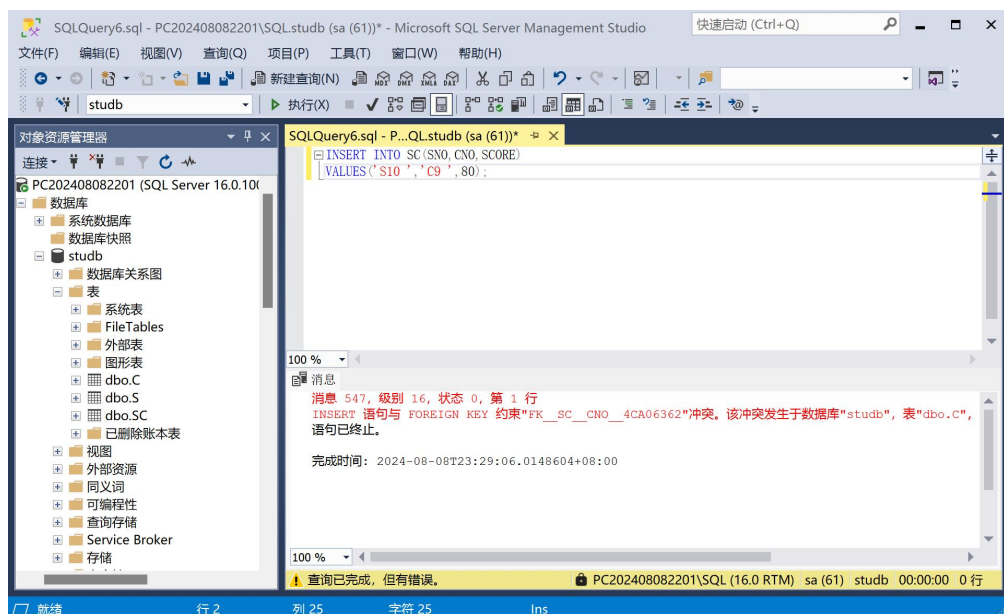 SQLQuery6.sql - PC202408082201\SQL.studb (sa (61))* - Microsoft SQL Server Management Studio
快速启动 (Ctrl+Q)
文件(F) 编辑(E) 视图(V) 查询(Q) 项目(P) 工具(T) 窗口(W) 帮助(H)
新建查询(N)
studb
执行(X)
对象资源管理器
连接
PC202408082201 (SQL Server 16.0.100
数据库
系统数据库
数据库快照
studb
数据库关系图
表
系统表
FileTables
外部表
图形表
dbo.C
dbo.S
dbo.SC
已删除账本表
视图
外部资源
同义词
可编程性
查询存储
Service Broker
存储
SQLQuery6.sql - P...QL.studb (sa (61))*
INSERT INTO SC(SNO,CNO,SCORE)
VALUES('S10 ','C9 ',80);
100 %
消息
消息 547，级别 16，状态 0，第 1 行
INSERT 语句与 FOREIGN KEY 约束"FK__SC__CNO__4CA06362"冲突。该冲突发生于数据库"studb"，表"dbo.C",
语句已终止。
完成时间: 2024-08-08T23:29:06.0148604+08:00
100 %
查询已完成，但有错误。
PC202408082201\SQL (16.0 RTM) sa (61) studb 00:00:00 0 行
就绪 行 2 列 25 字符 25 Ins